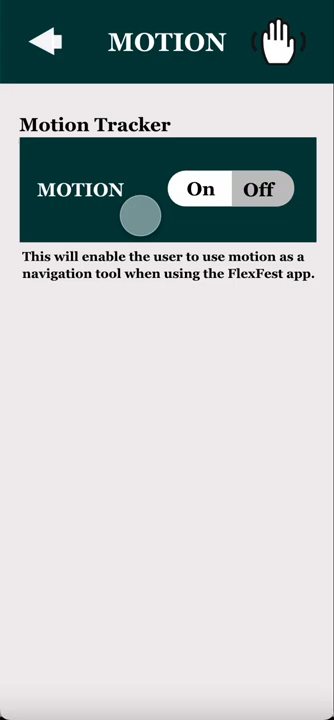 MOTION
Motion Tracker
MOTION On Off
This will enable the user to use motion as a
navigation tool when using the FlexFest app.